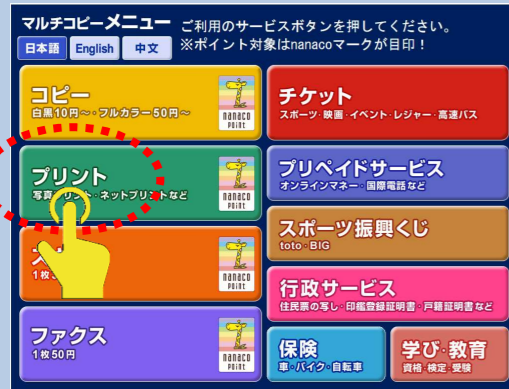 マルチコピーメニュー
ご利用のサービスボタンを押してください。
※ポイント対象はnanacoマークが目印！
日本語
English
中文
コピー
白黒10円～・フルカラー50円～
nanaco
POINT
チケット
スポーツ・映画・イベント・レジャー・高速バス
プリント
写真プリント・ネットプリントなど
nanaco
POINT
プリペイドサービス
オンラインマネー・国際電話など
スポーツ振興くじ
toto・BIG
1枚
nanaco
POINT
行政サービス
住民票の写し・印鑑登録証明書・戸籍証明書など
ファクス
1枚50円
nanaco
POINT
保険
車・バイク・自転車
学び・教育
資格・検定・受験